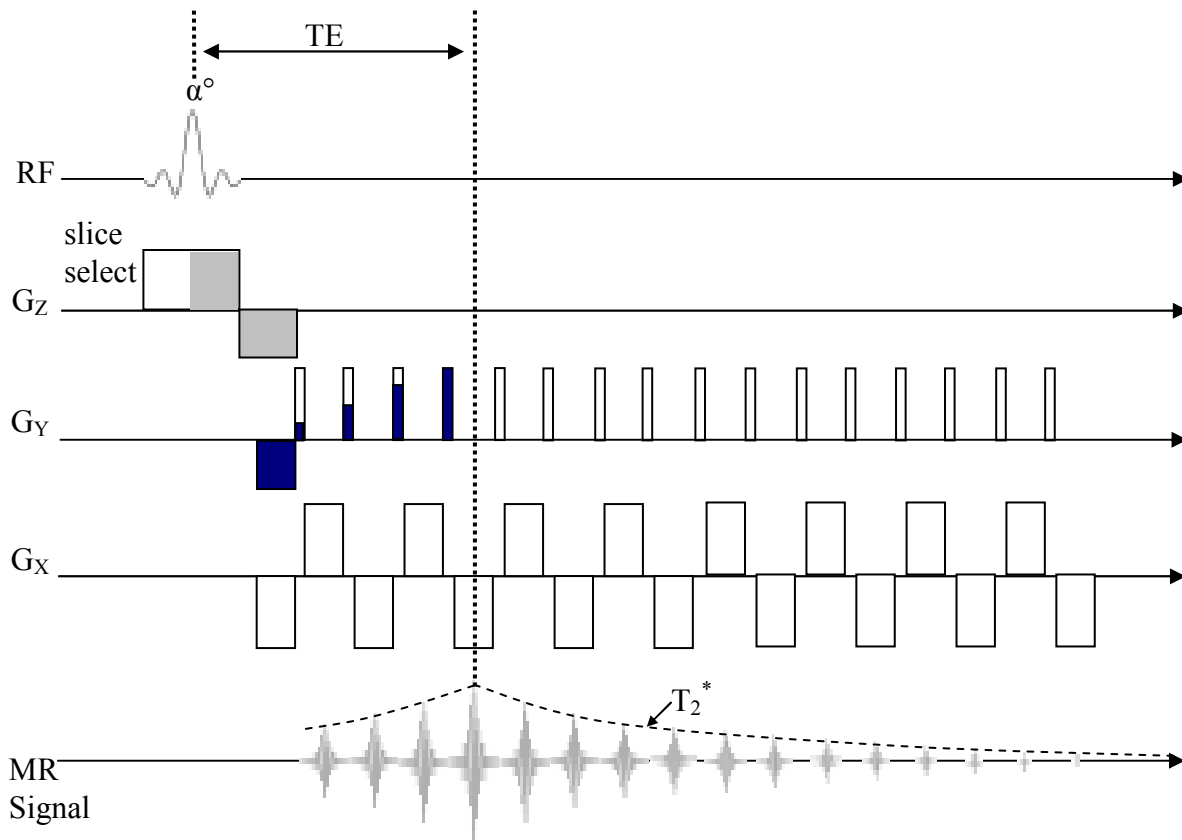 TE
α°
RF
slice
select
G_Z
G_Y
G_X
T_2^*
MR
Signal